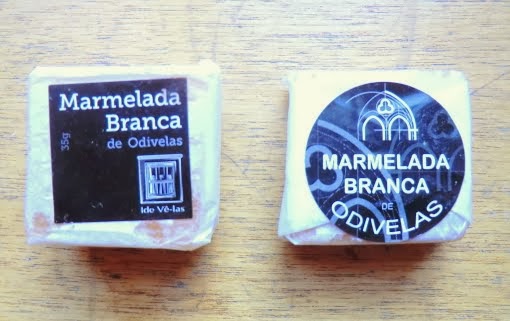 Marmelada
Branca
de Odivelas
35g
Ide Vê-las
MARMELADA
BRANCA
DE
ODIVELAS